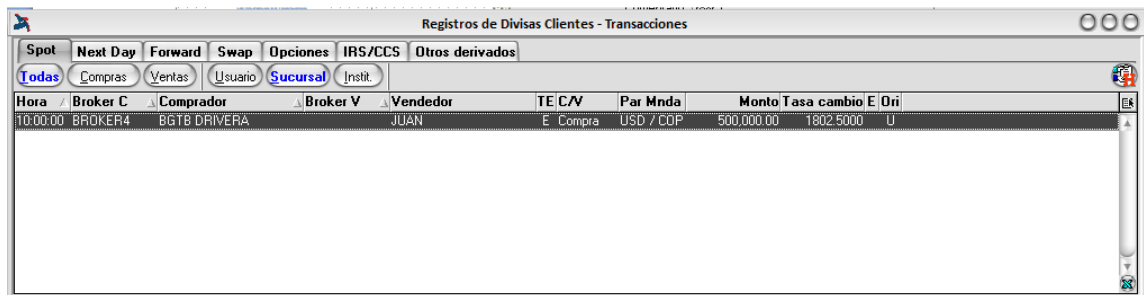 Registros de Divisas Clientes - Transacciones
Spot Next Day Forward Swap Opciones IRS/CCS Otros derivados
Todas Compras Ventas Usuario Sucursal Instit.
Hora Broker C Comprador Broker V Vendedor TE C/V Par Mnda Monto Tasa cambio E Ori
10:00:00 BROKER4 BGTB DRIVERA JUAN E Compra USD / COP 500,000.00 1802.5000 U